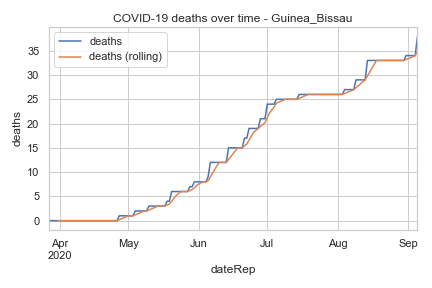 COVID-19 deaths over time - Guinea_Bissau
deaths
deaths (rolling)
35
30
25
20
15
10
5
0
deaths
Apr May Jun Jul Aug Sep
2020
dateRep